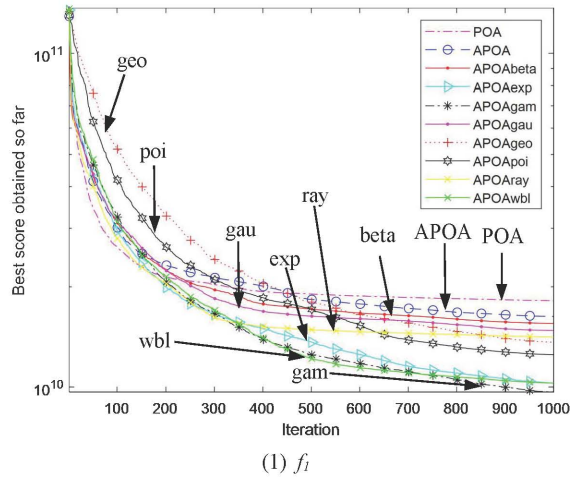 10^11
10^10
Best score obtained so far
geo
poi
gau
ray
exp
beta
APOA
POA
wbl
gam
POA
APOA
APOAbeta
APOAexp
APOAgam
APOAgau
APOAgeo
APOApoi
APOAray
APOAwbl
100 200 300 400 500 600 700 800 900 1000
Iteration
(1) f₁